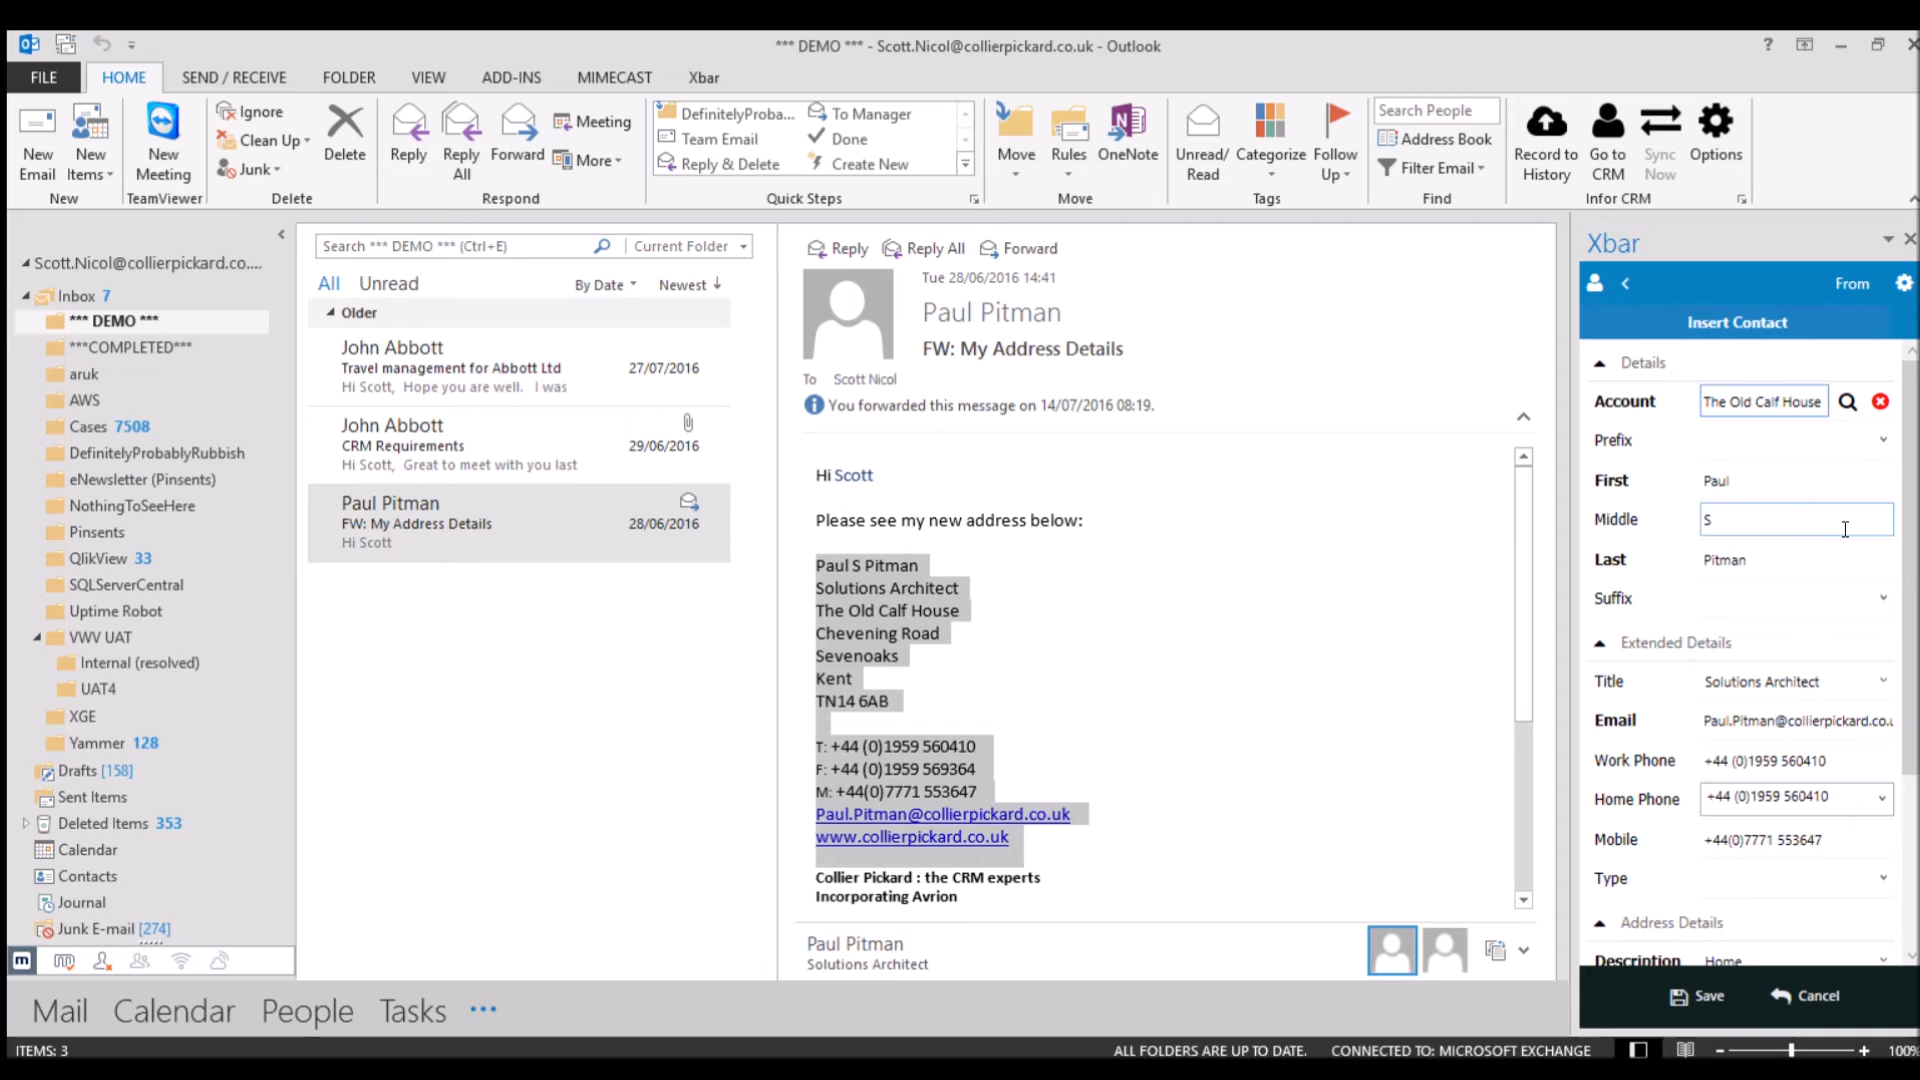 *** DEMO *** - Scott.Nicol@collierpickard.co.uk - Outlook
?
FILE HOME SEND / RECEIVE FOLDER VIEW ADD-INS MIMECAST Xbar
New Email
New Items
New
New Meeting
TeamViewer
Ignore
Clean Up
Junk
Delete
Delete
Reply
Reply All
Forward
Meeting
More
Respond
DefinitelyProba...
Team Email
Reply & Delete
To Manager
Done
Create New
Quick Steps
Move
Rules
OneNote
Move
Unread/ Read
Categorize
Follow Up
Tags
Search People
Address Book
Filter Email
Find
Record to History
Go to CRM
Sync Now
Options
Infor CRM
Scott.Nicol@collierpickard.co....
Inbox 7
*** DEMO ***
***COMPLETED***
aruk
AWS
Cases 7508
DefinitelyProbablyRubbish
eNewsletter (Pinsents)
NothingToSeeHere
Pinsents
QlikView 33
SQLServerCentral
Uptime Robot
VWV UAT
Internal (resolved)
UAT4
XGE
Yammer 128
Drafts [158]
Sent Items
Deleted Items 353
Calendar
Contacts
Journal
Junk E-mail [274]
Search *** DEMO *** (Ctrl+E) Current Folder
All Unread By Date Newest
Older
John Abbott
Travel management for Abbott Ltd 27/07/2016
Hi Scott, Hope you are well. I was
John Abbott
CRM Requirements 29/06/2016
Hi Scott, Great to meet with you last
Paul Pitman
FW: My Address Details 28/06/2016
Hi Scott
Reply Reply All Forward
Tue 28/06/2016 14:41
Paul Pitman
FW: My Address Details
To Scott Nicol
You forwarded this message on 14/07/2016 08:19.
Hi Scott
Please see my new address below:
Paul S Pitman
Solutions Architect
The Old Calf House
Chevening Road
Sevenoaks
Kent
TN14 6AB
T: +44 (0)1959 560410
F: +44 (0)1959 569364
M: +44(0)7771 553647
Paul.Pitman@collierpickard.co.uk
www.collierpickard.co.uk
Collier Pickard : the CRM experts
Incorporating Avrion
Paul Pitman
Solutions Architect
Xbar
From
Insert Contact
Details
Account The Old Calf House
Prefix
First Paul
Middle S
Last Pitman
Suffix
Extended Details
Title Solutions Architect
Email Paul.Pitman@collierpickard.co.u
Work Phone +44 (0)1959 560410
Home Phone +44 (0)1959 560410
Mobile +44(0)7771 553647
Type
Address Details
Description Home
Save Cancel
Mail Calendar People Tasks •••
ITEMS: 3 ALL FOLDERS ARE UP TO DATE. CONNECTED TO: MICROSOFT EXCHANGE 100%